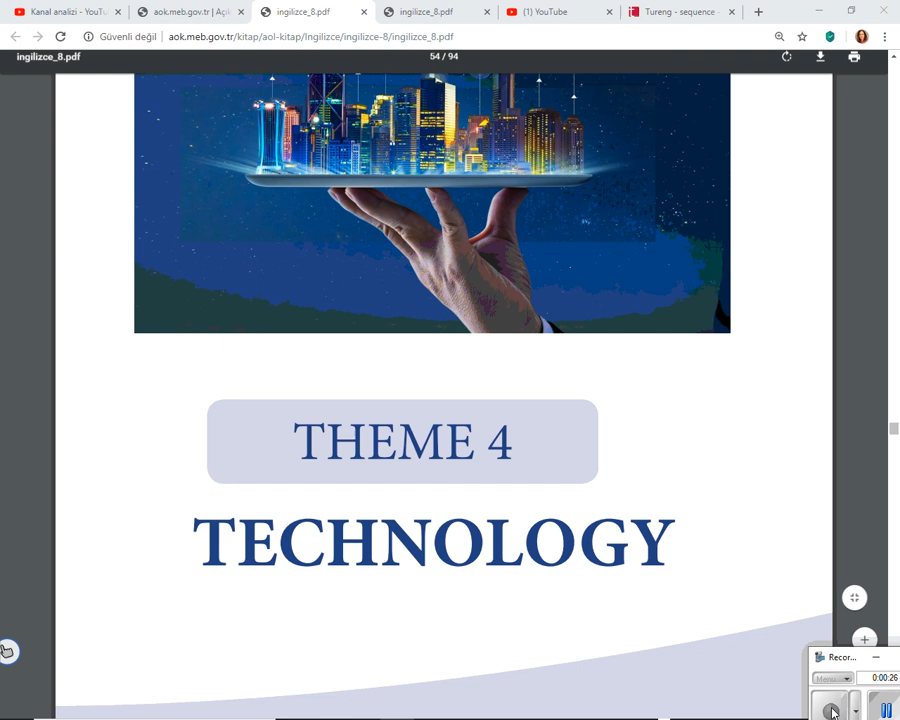 Kanal analizi - YouTu
aok.meb.gov.tr | Açık
ingilizce_8.pdf
ingilizce_8.pdf
(1) YouTube
Tureng - sequence -
Güvenli değil
aok.meb.gov.tr/kitap/aol-kitap/Ingilizce/ingilizce-8/ingilizce_8.pdf
ingilizce_8.pdf
54 / 94
THEME 4
TECHNOLOGY
Recor...
Menu
0:00:26